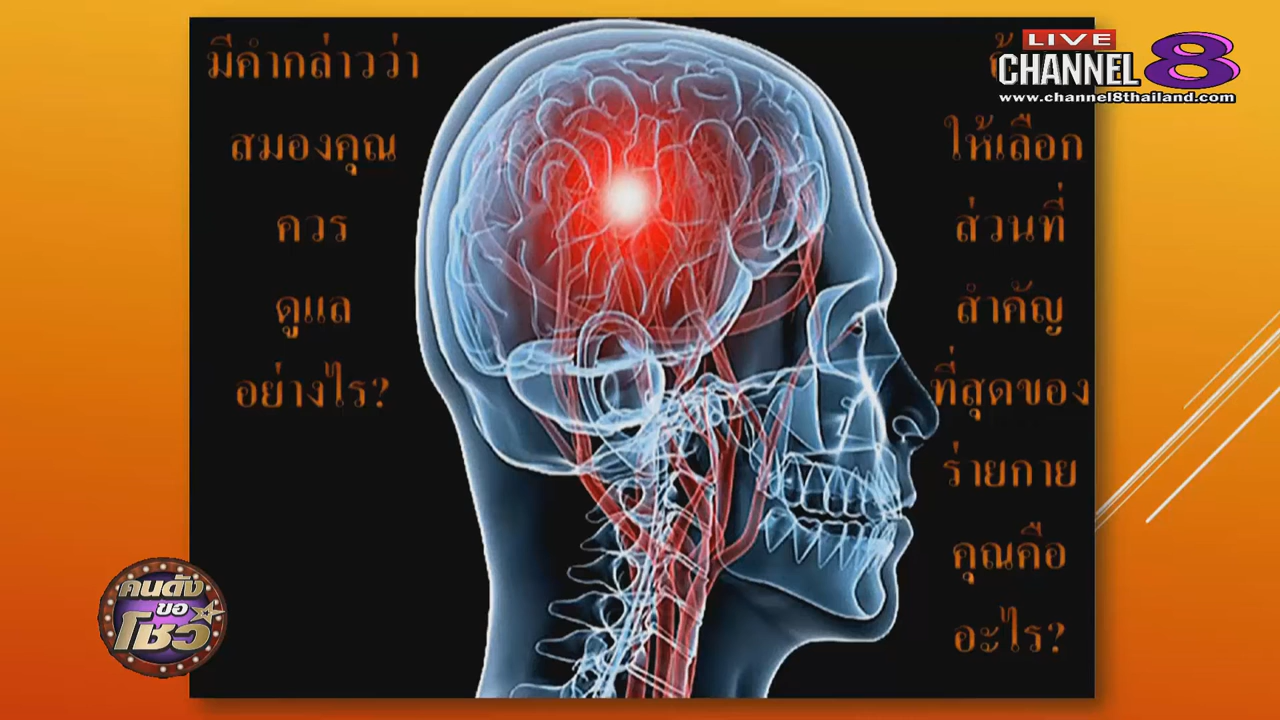 มีคำกล่าวว่า
สมองคุณ
ควร
ดูแล
อย่างไร?
ให้เลือก
ส่วนที่
สำคัญ
ที่สุดของ
ร่ายกาย
คุณคือ
อะไร?
LIVE
CHANNEL 8
www.channel8thailand.com
คนดัง
ขอ
โชว์